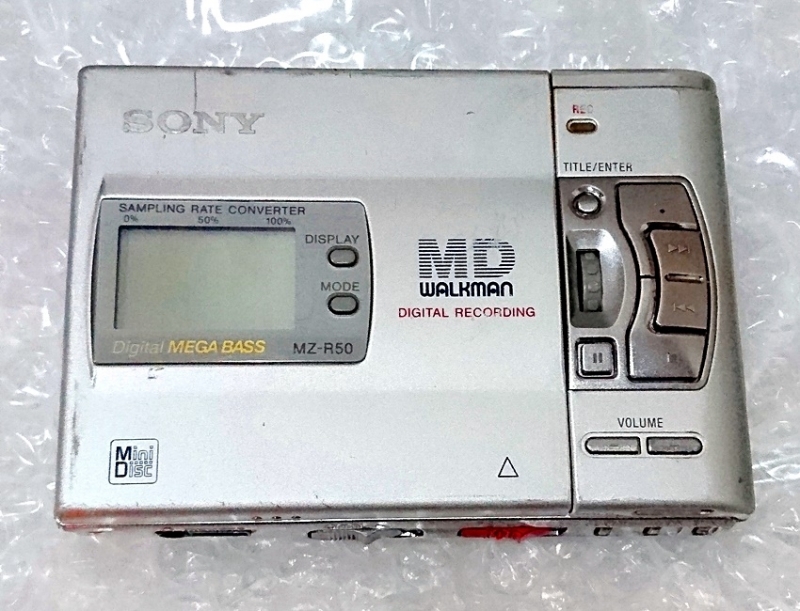 SONY
REC
TITLE/ENTER
SAMPLING RATE CONVERTER
0% 50% 100%
DISPLAY
MODE
Digital MEGA BASS MZ-R50
MD
WALKMAN
DIGITAL RECORDING
VOLUME
Mini
Disc